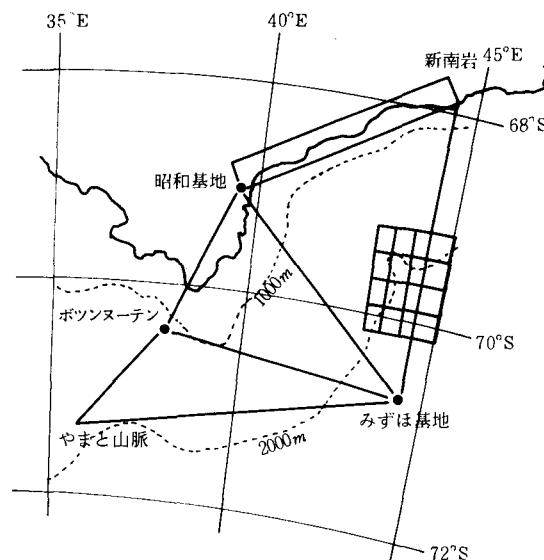 35°E
40°E
新南岩
45°E
68°S
昭和基地
1000m
ボツンヌーテン
70°S
やまと山脈
みずほ基地
2000m
72°S